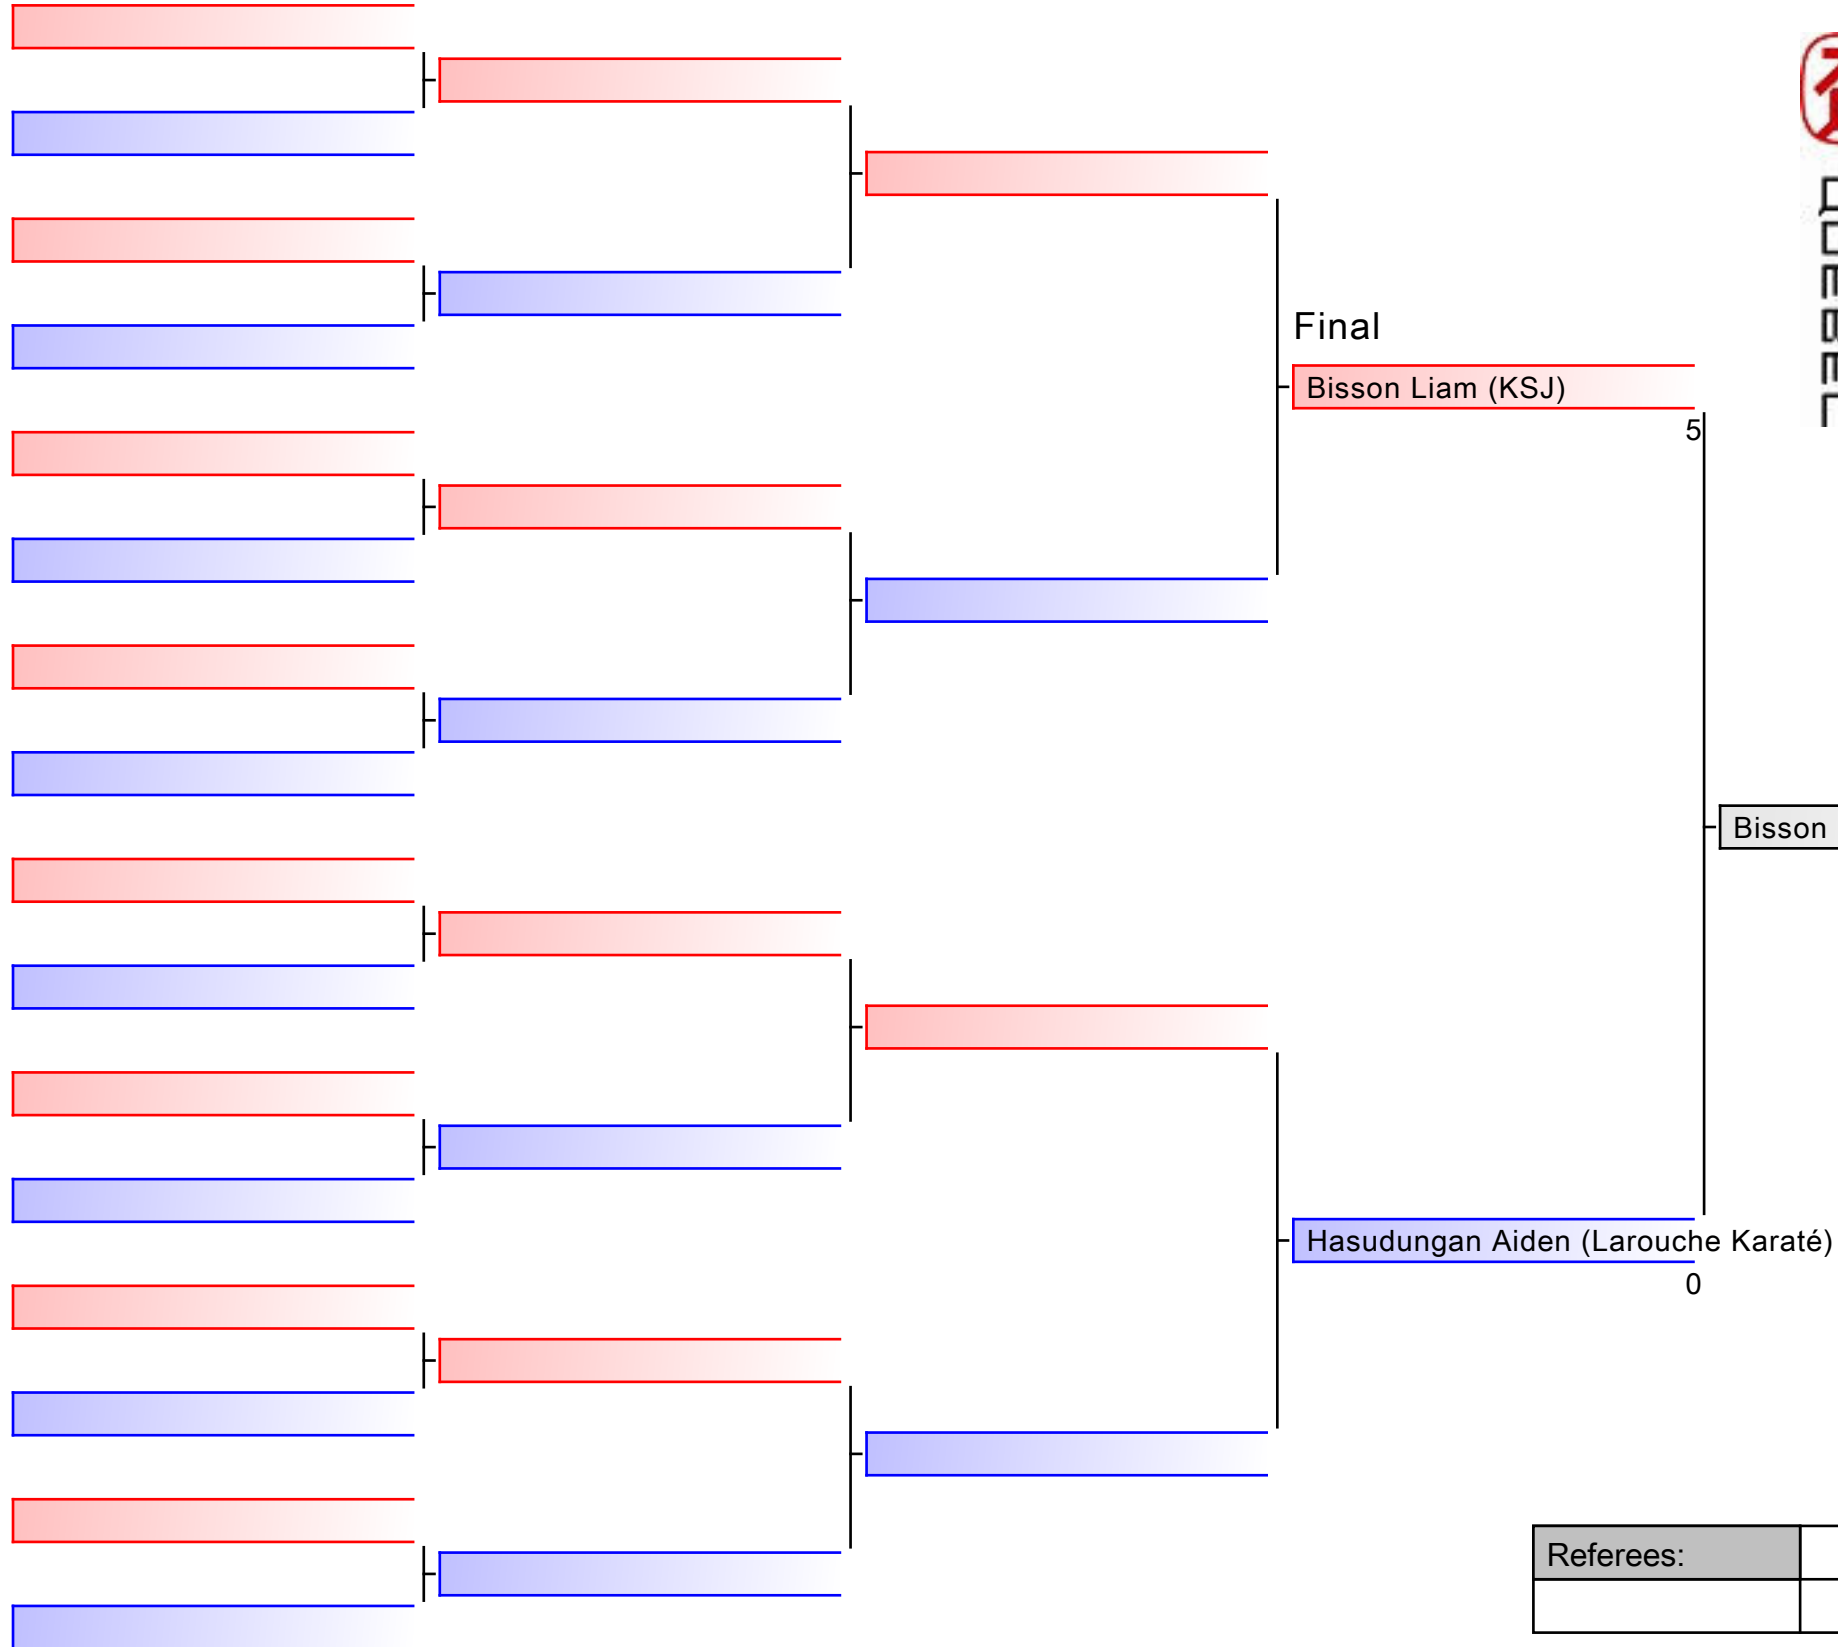 Final
Bisson Liam (KSJ)
5
Bisson
Hasudungan Aiden (Larouche Karaté)
0
Referees: